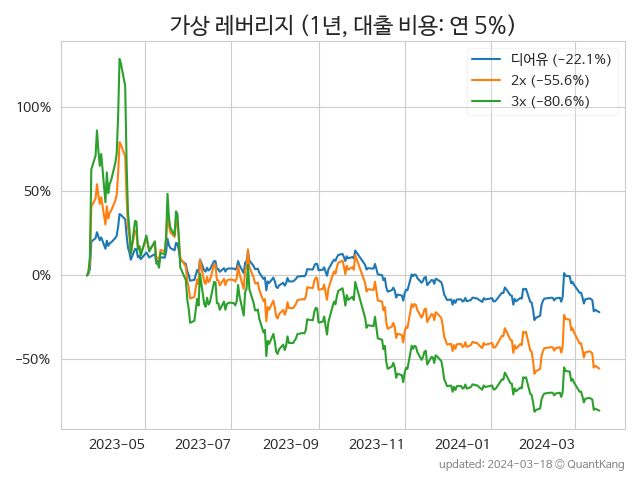 가상 레버리지 (1년, 대출 비용: 연 5%)
디어유 (−22.1%)
2x (−55.6%)
3x (−80.6%)
100%
50%
0%
−50%
2023-05 2023-07 2023-09 2023-11 2024-01 2024-03
updated: 2024-03-18 © QuantKang